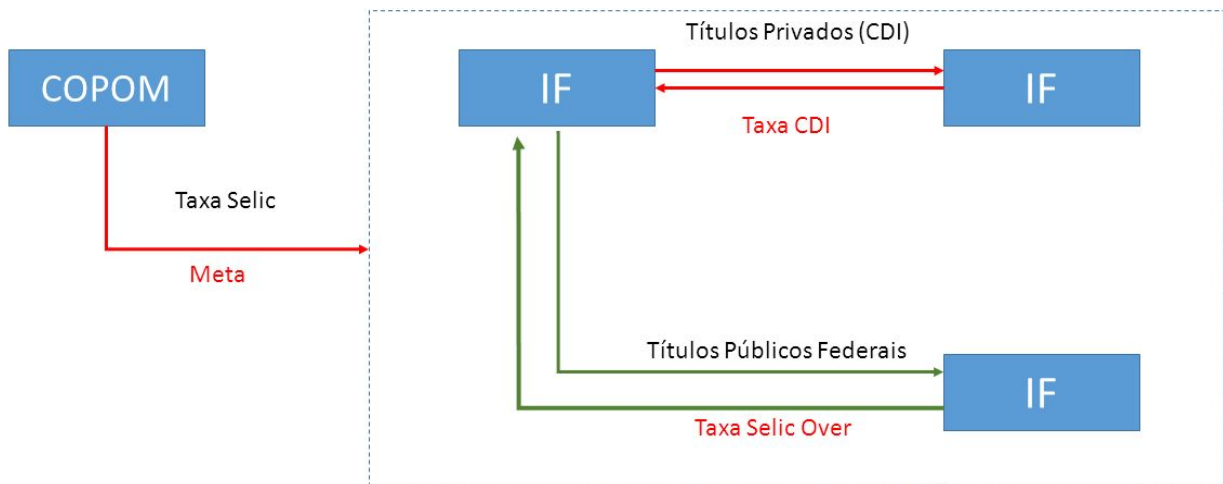 COPOM
Taxa Selic
Meta
Títulos Privados (CDI)
IF
IF
Taxa CDI
Títulos Públicos Federais
IF
Taxa Selic Over